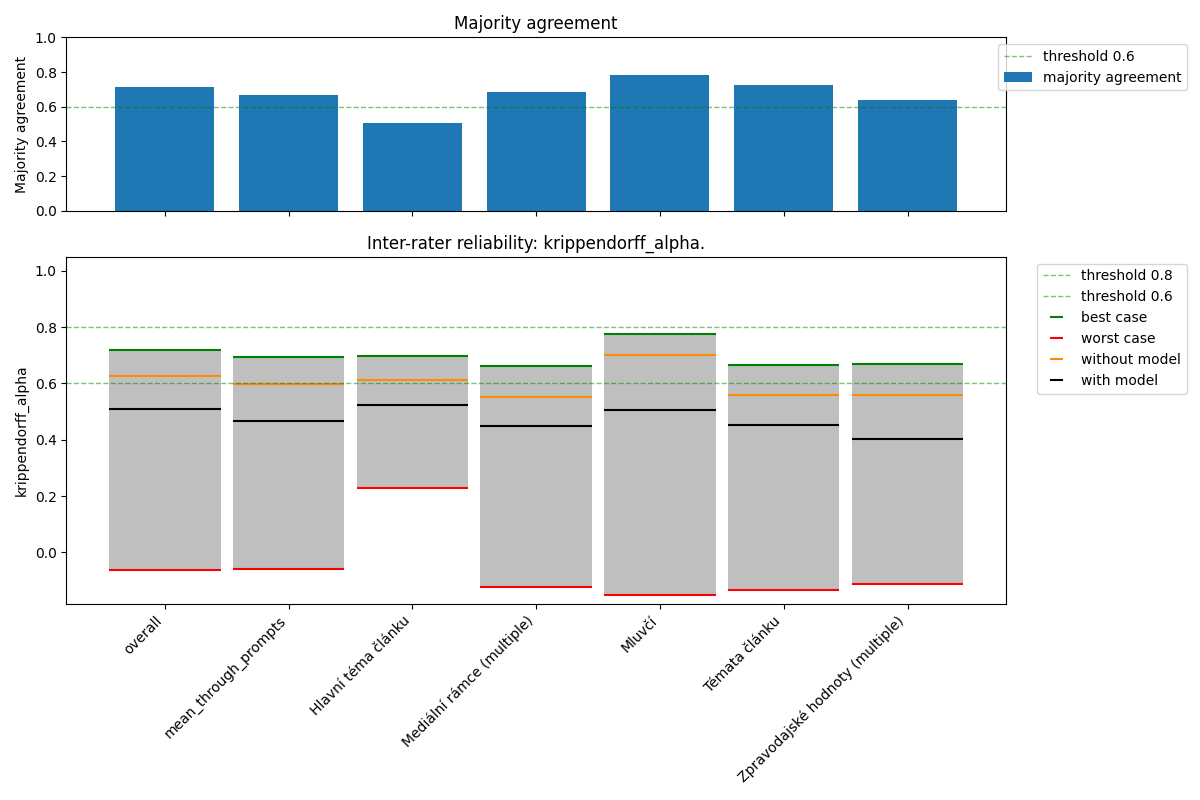 Majority agreement
Majority agreement
1.0
0.8
0.6
0.4
0.2
0.0
threshold 0.6
majority agreement
Inter-rater reliability: krippendorff_alpha.
krippendorff_alpha
1.0
0.8
0.6
0.4
0.2
0.0
threshold 0.8
threshold 0.6
best case
worst case
without model
with model
overall
mean_through_prompts
Hlavní téma článku
Mediální rámce (multiple)
Mluvčí
Témata článku
Zpravodajské hodnoty (multiple)